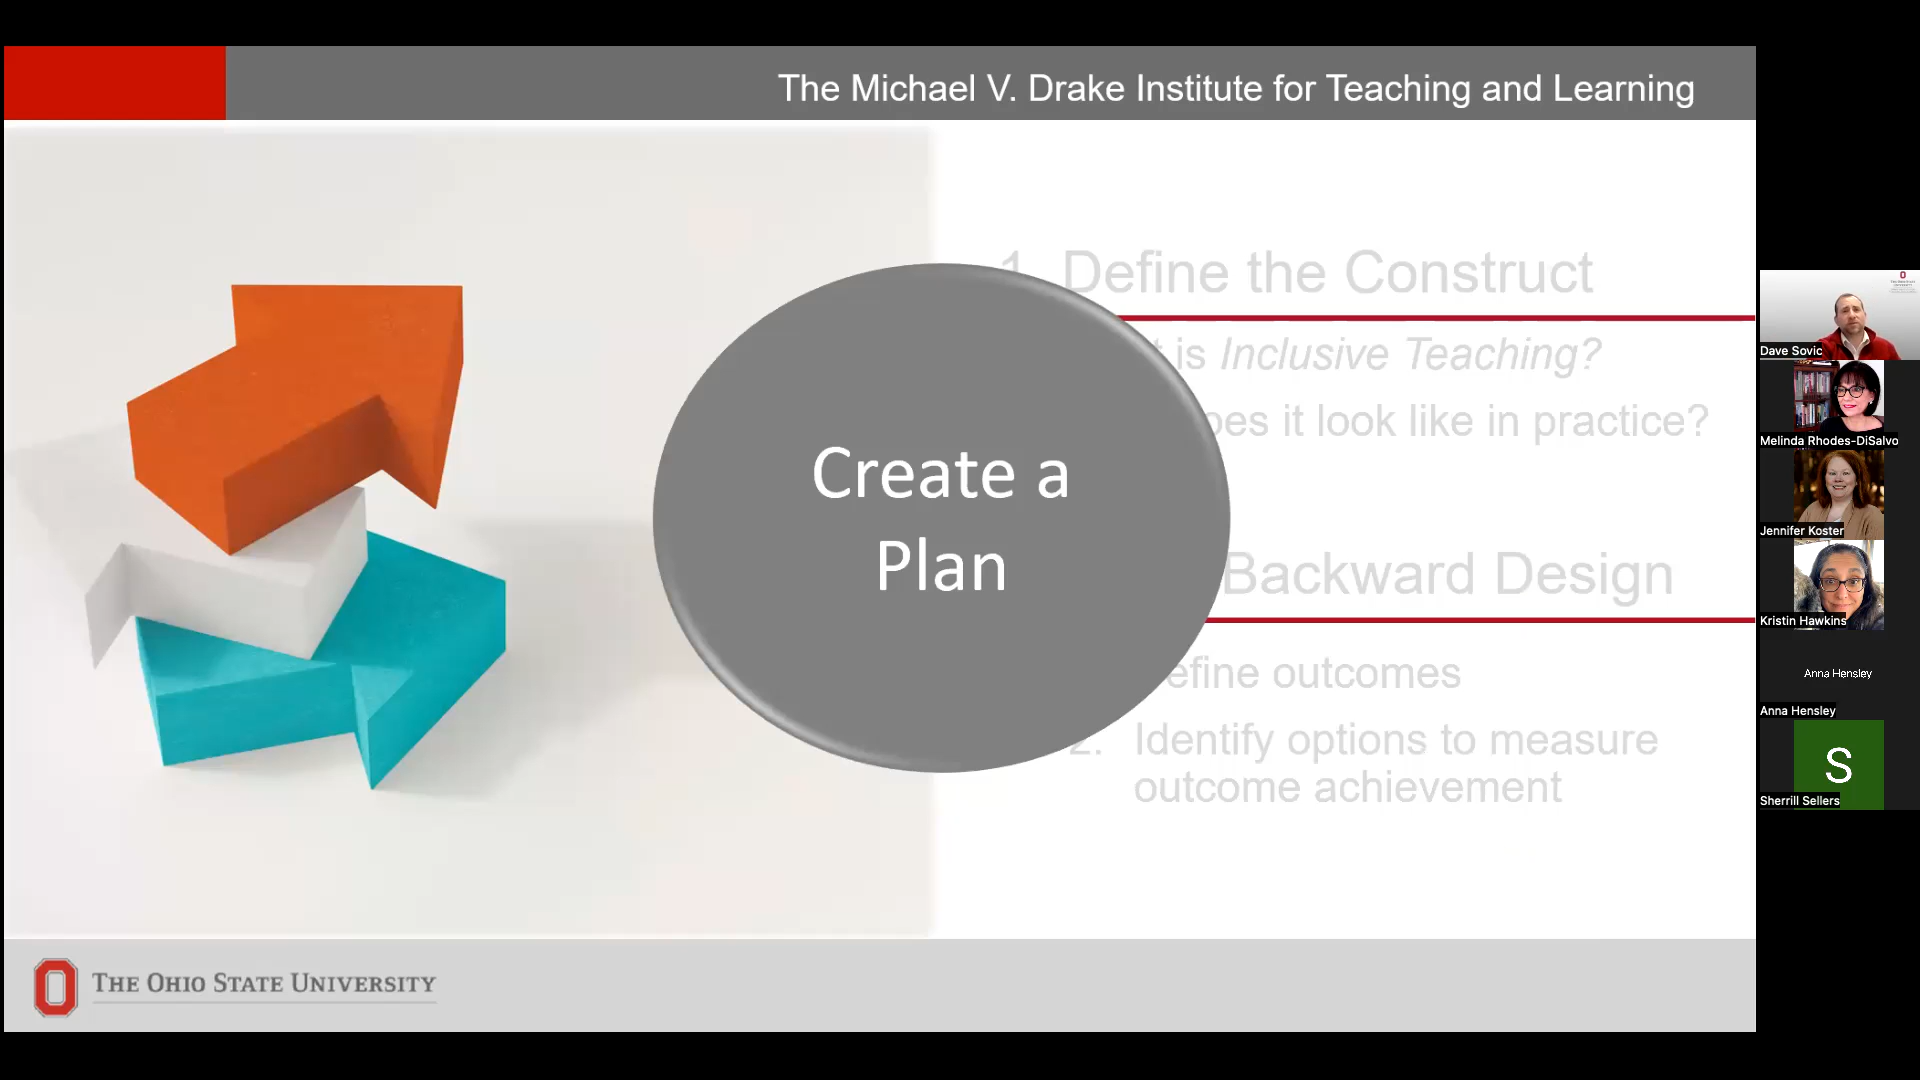 The Michael V. Drake Institute for Teaching and Learning
1. Define the Construct
is Inclusive Teaching?
it look like in practice?
Create a
Plan
Backward Design
outcomes
2. Identify options to measure
outcome achievement
THE OHIO STATE UNIVERSITY
Dave Sovic
Melinda Rhodes-DiSalvo
Jennifer Koster
Kristin Hawkins
Anna Hensley
Anna Hensley
S
Sherrill Sellers